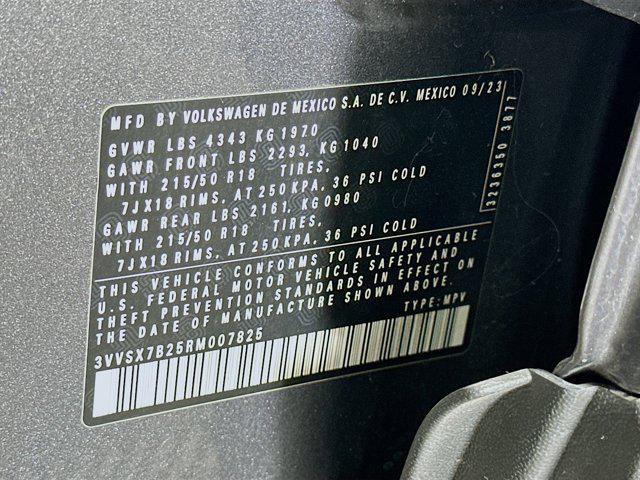 MFD BY VOLKSWAGEN DE MEXICO S.A. DE C.V. MEXICO 09/23
GVWR LBS 4343 KG 1970
GAWR FRONT LBS 2293, KG 1040
WITH 215/50 R18 TIRES,
7JX18 RIMS, AT 250 KPA, 36 PSI COLD
GAWR REAR LBS 2161, KG 0980
WITH 215/50 R18 TIRES,
7JX18 RIMS, AT 250 KPA, 36 PSI COLD
3236350 3877
THIS VEHICLE CONFORMS TO ALL APPLICABLE
U.S. FEDERAL MOTOR VEHICLE SAFETY AND
THEFT PREVENTION STANDARDS IN EFFECT ON
THE DATE OF MANUFACTURE SHOWN ABOVE.
3VVSX7B25RM007825 TYPE: MPV